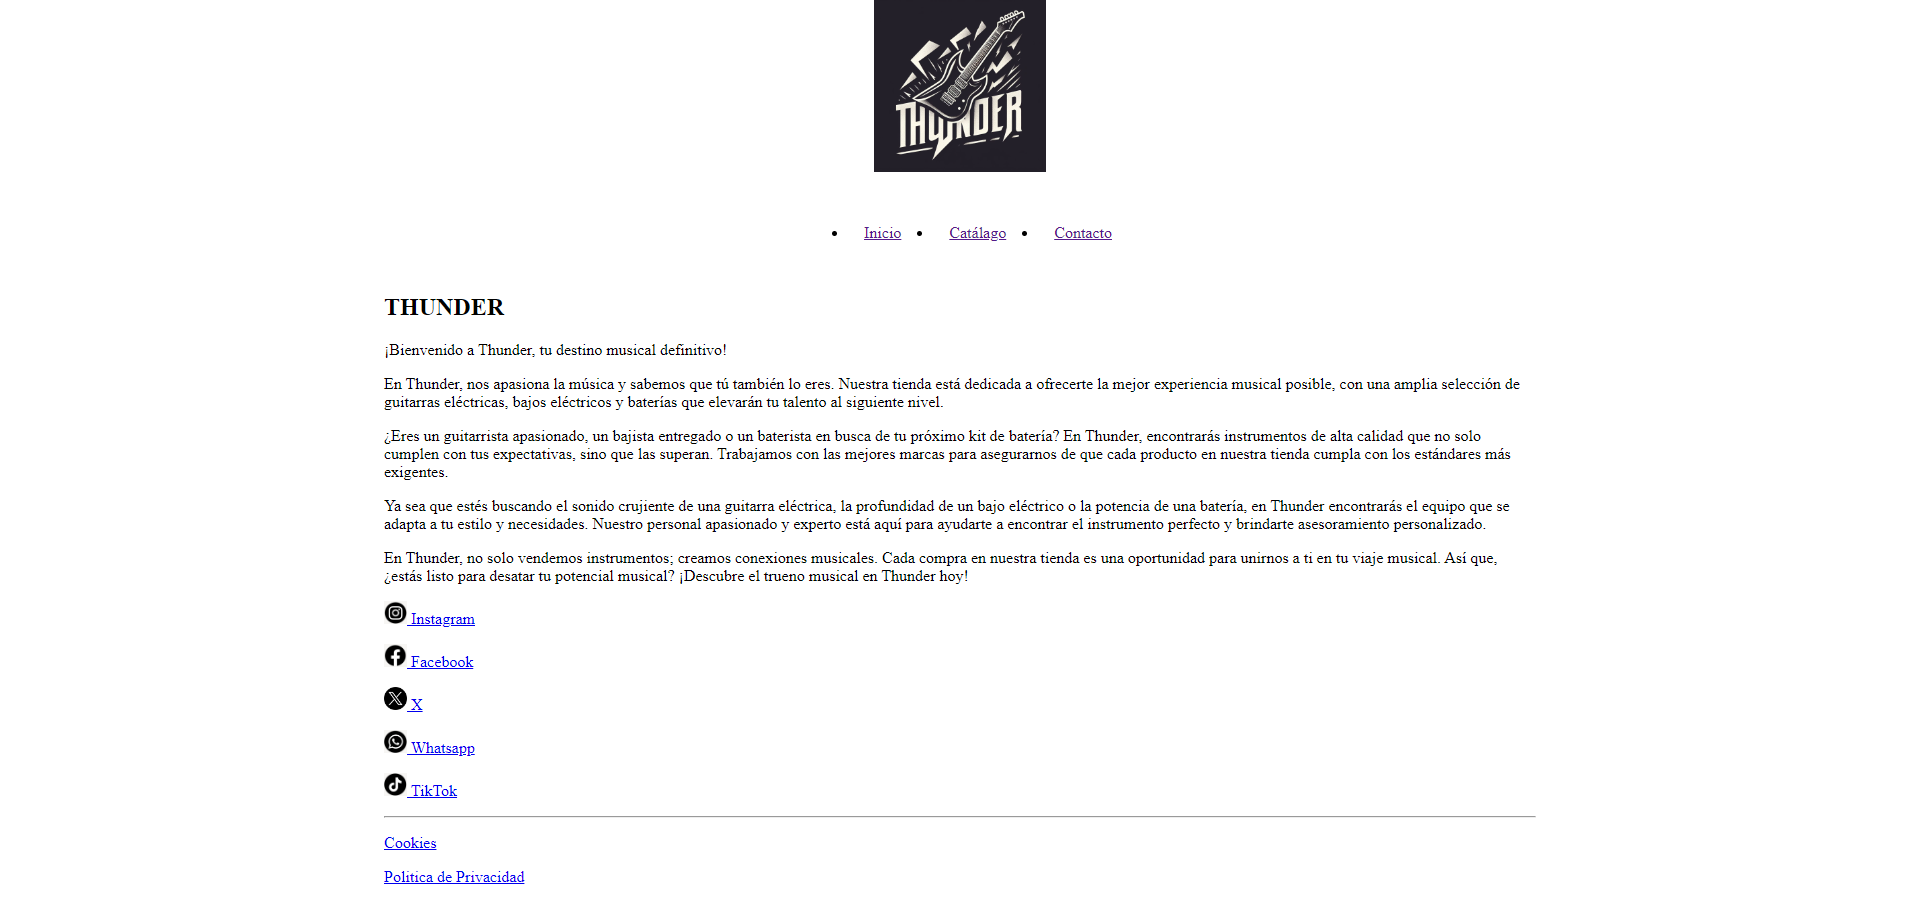 THUNDER
Inicio
Catálago
Contacto
THUNDER
¡Bienvenido a Thunder, tu destino musical definitivo!
En Thunder, nos apasiona la música y sabemos que tú también lo eres. Nuestra tienda está dedicada a ofrecerte la mejor experiencia musical posible, con una amplia selección de
guitarras eléctricas, bajos eléctricos y baterías que elevarán tu talento al siguiente nivel.
¿Eres un guitarrista apasionado, un bajista entregado o un baterista en busca de tu próximo kit de batería? En Thunder, encontrarás instrumentos de alta calidad que no solo
cumplen con tus expectativas, sino que las superan. Trabajamos con las mejores marcas para asegurarnos de que cada producto en nuestra tienda cumpla con los estándares más
exigentes.
Ya sea que estés buscando el sonido crujiente de una guitarra eléctrica, la profundidad de un bajo eléctrico o la potencia de una batería, en Thunder encontrarás el equipo que se
adapta a tu estilo y necesidades. Nuestro personal apasionado y experto está aquí para ayudarte a encontrar el instrumento perfecto y brindarte asesoramiento personalizado.
En Thunder, no solo vendemos instrumentos; creamos conexiones musicales. Cada compra en nuestra tienda es una oportunidad para unirnos a ti en tu viaje musical. Así que,
¿estás listo para desatar tu potencial musical? ¡Descubre el trueno musical en Thunder hoy!
Instagram
Facebook
X
Whatsapp
TikTok
Cookies
Politica de Privacidad